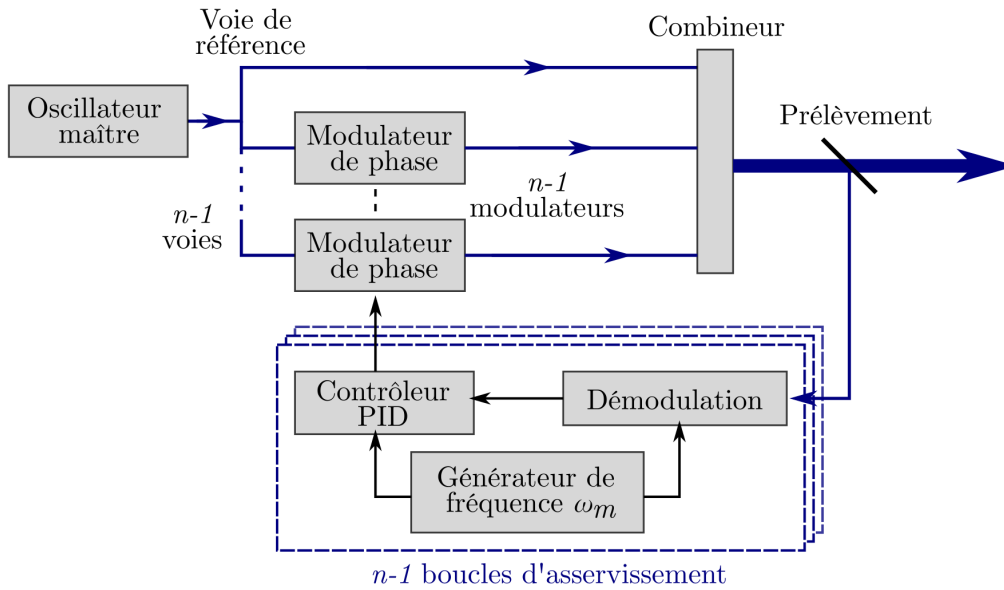 Voie de
référence
Combineur
Oscillateur
maître
Prélèvement
Modulateur
de phase
n-1
modulateurs
n-1
voies
Modulateur
de phase
Contrôleur
PID
Démodulation
Générateur de
fréquence ωm
n-1 boucles d'asservissement